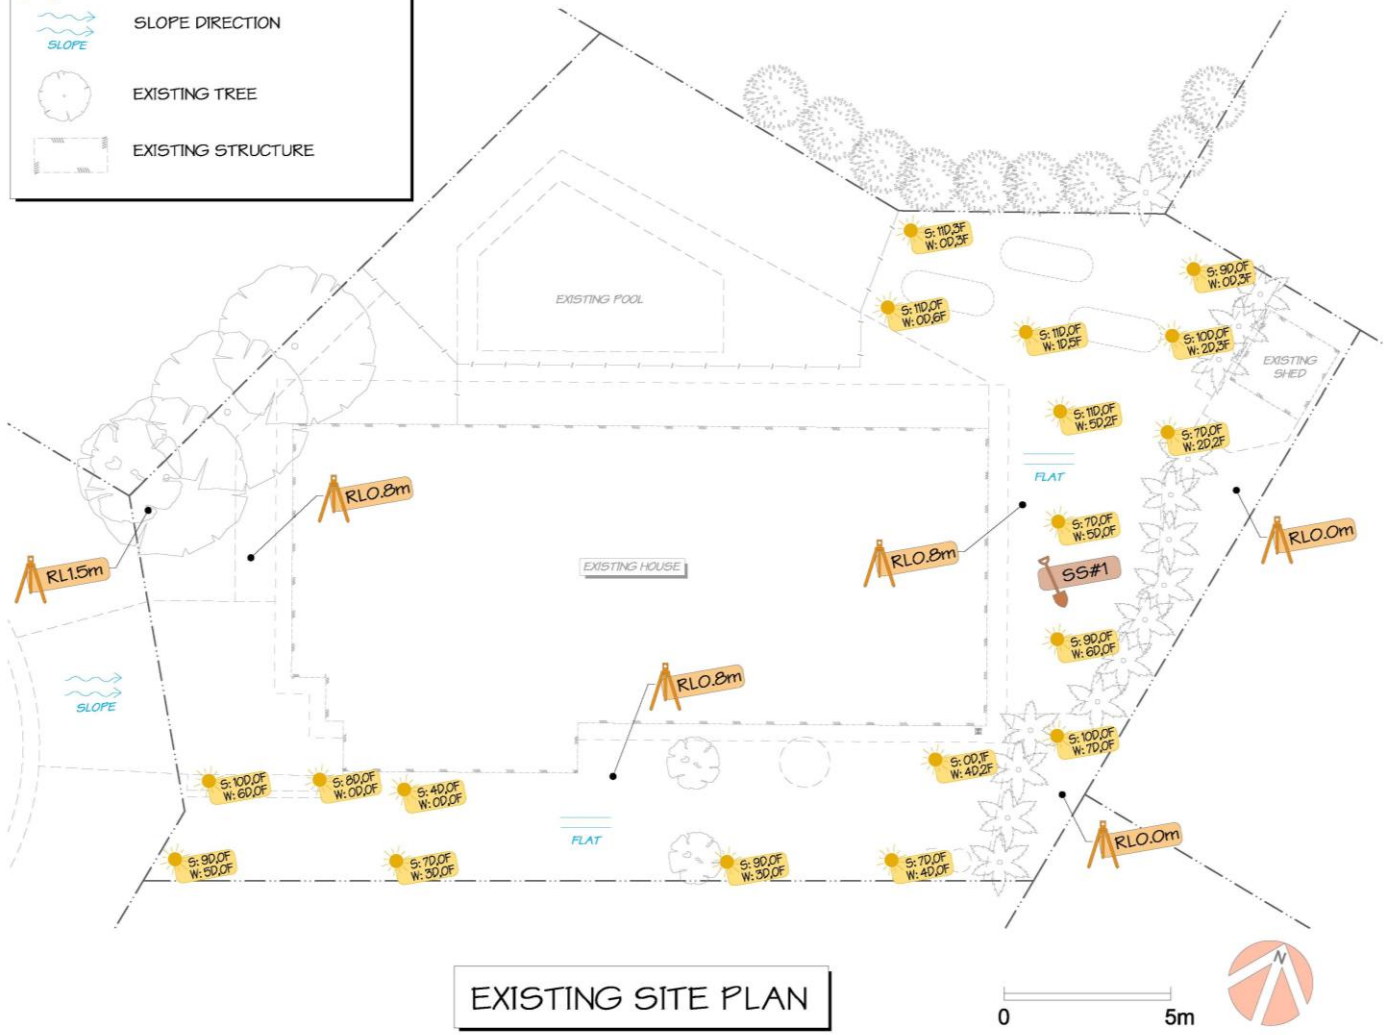 SLOPE DIRECTION
SLOPE
EXISTING TREE
EXISTING STRUCTURE
S: 11D,3F
W: 0D,3F
S: 9D,0F
W: 0D,3F
EXISTING POOL
S: 11D,0F
W: 0D,6F
S: 11D,0F
W: 1D,5F
S: 10D,0F
W: 2D,3F
EXISTING
SHED
S: 11D,0F
W: 5D,2F
S: 7D,0F
W: 2D,2F
FLAT
RL0.8m
S: 7D,0F
W: 5D,0F
RL0.0m
RL0.8m
RL1.5m
EXISTING HOUSE
SS#1
S: 9D,0F
W: 6D,0F
RL0.8m
SLOPE
S: 10D,0F
W: 7D,0F
S: 0D,1F
W: 4D,2F
S: 10D,0F
W: 6D,0F
S: 8D,0F
W: 0D,0F
S: 4D,0F
W: 0D,0F
FLAT
RL0.0m
S: 9D,0F
W: 5D,0F
S: 7D,0F
W: 3D,0F
S: 9D,0F
W: 3D,0F
S: 7D,0F
W: 4D,0F
N
EXISTING SITE PLAN
0
5m